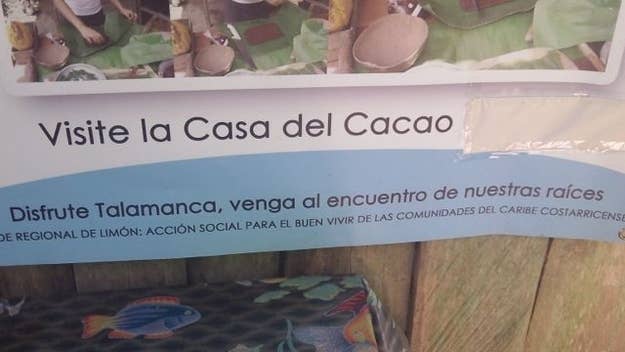 Visite la Casa del Cacao
Disfrute Talamanca, venga al encuentro de nuestras raíces
DE REGIONAL DE LIMÓN: ACCIÓN SOCIAL PARA EL BUEN VIVIR DE LAS COMUNIDADES DEL CARIBE COSTARRICENSE